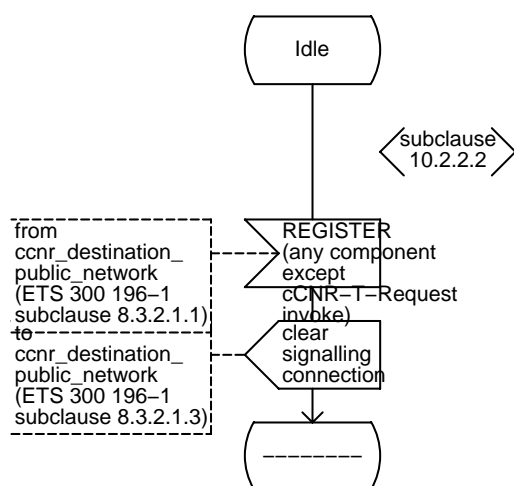 Idle
subclause
10.2.2.2
from
ccnr_destination_
public_network
(ETS 300 196–1
subclause 8.3.2.1.1)
REGISTER
(any component
except
cCNR–T–Request
invoke)
to
ccnr_destination_
public_network
(ETS 300 196–1
subclause 8.3.2.1.3)
clear
signalling
connection
–––––––––